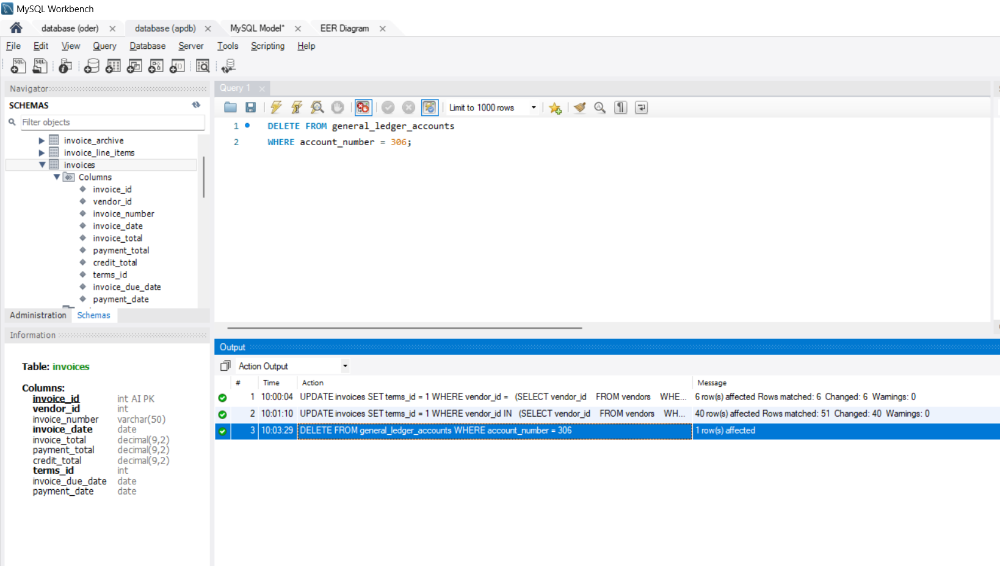 MySQL Workbench
database (oder) database (apdb) MySQL Model* EER Diagram
File Edit View Query Database Server Tools Scripting Help
SQL SQL
Navigator
SCHEMAS
Filter objects
invoice_archive
invoice_line_items
invoices
Columns
invoice_id
vendor_id
invoice_number
invoice_date
invoice_total
payment_total
credit_total
terms_id
invoice_due_date
payment_date
Administration Schemas
Information
Table: invoices
Columns:
invoice_id int AI PK
vendor_id int
invoice_number varchar(50)
invoice_date date
invoice_total decimal(9,2)
payment_total decimal(9,2)
credit_total decimal(9,2)
terms_id int
invoice_due_date date
payment_date date
Query 1
Limit to 1000 rows
1 DELETE FROM general_ledger_accounts
2 WHERE account_number = 306;
Output
Action Output
# Time Action Message
1 10:00:04 UPDATE invoices SET terms_id = 1 WHERE vendor_id = (SELECT vendor_id FROM vendors WHE... 6 row(s) affected Rows matched: 6 Changed: 6 Warnings: 0
2 10:01:10 UPDATE invoices SET terms_id = 1 WHERE vendor_id IN (SELECT vendor_id FROM vendors WH... 40 row(s) affected Rows matched: 51 Changed: 40 Warnings: 0
3 10:03:29 DELETE FROM general_ledger_accounts WHERE account_number = 306 1 row(s) affected